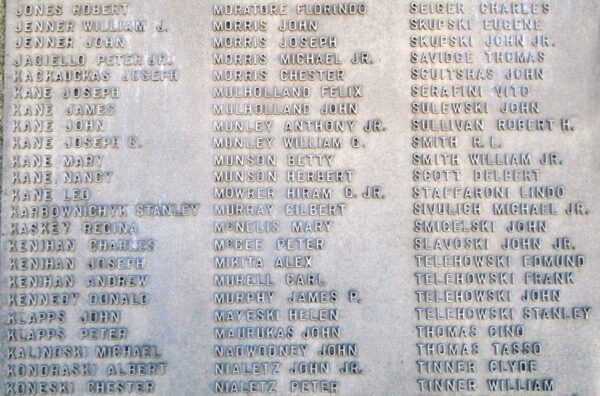 JONES ROBERT
JENNER WILLIAM J.
JENNER JOHN
JACIELLO PETER JR.
KACKAUCKAS JOSEPH
KANE JOSEPH
KANE JAMES
KANE JOHN
KANE JOSEPH G.
KANE MARY
KANE NANCY
KANE LEO
KARBOWNICHYK STANLEY
KASKEY REGINA
KENIHAN CHARLES
KENIHAN JOSEPH
KENIHAN ANDREW
KENNEDY DONALD
KLAPPS JOHN
KLAPPS PETER
KALINOSKI MICHAEL
KONDRASKI ALBERT
KONESKI CHESTER
MORATORE FLORINDO
MORRIS JOHN
MORRIS JOSEPH
MORRIS MICHAEL JR.
MORRIS CHESTER
MULHOLLAND FELIX
MULHOLLAND JOHN
MUNLEY ANTHONY JR.
MUNLEY WILLIAM C.
MUNSON BETTY
MUNSON HERBERT
MOWRER HIRAM C. JR.
MURRAY GILBERT
McNELIS MARY
McGEE PETER
MIKITA ALEX
MURELL CARL
MURPHY JAMES P.
MAYESKI HELEN
MAURUKAS JOHN
NADWODNEY JOHN
NIALETZ JOHN JR.
NIALETZ PETER
SEIGER CHARLES
SKUPSKI EUGENE
SKUPSKI JOHN JR.
SAVIDGE THOMAS
SCUITSHAS JOHN
SERAFINI VITO
SULEWSKI JOHN
SULLIVAN ROBERT H.
SMITH R. L.
SMITH WILLIAM JR.
SCOTT DELBERT
STAFFARONI LINDO
SIVULICH MICHAEL JR.
SMIGELSKI JOHN
SLAVOSKI JOHN JR.
TELEHOWSKI EDMUND
TELEHOWSKI FRANK
TELEHOWSKI JOHN
TELEHOWSKI STANLEY
THOMAS GINO
THOMAS TASSO
TINNER CLYDE
TINNER WILLIAM